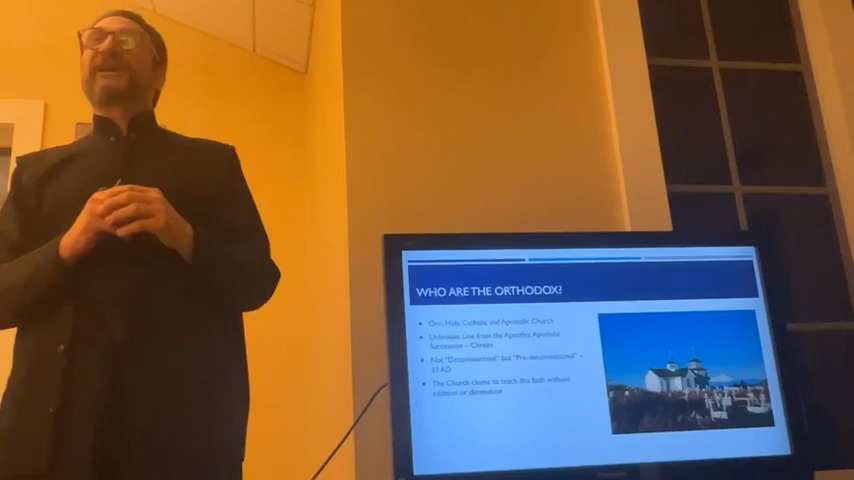 WHO ARE THE ORTHODOX?
One, Holy, Catholic and Apostolic Church
Unbroken Line from the Apostles: Apostolic
Succession – Chrism
Not "Denominational" but "Pre-denominational" –
33 AD
The Church claims to teach the Faith without
addition or diminution